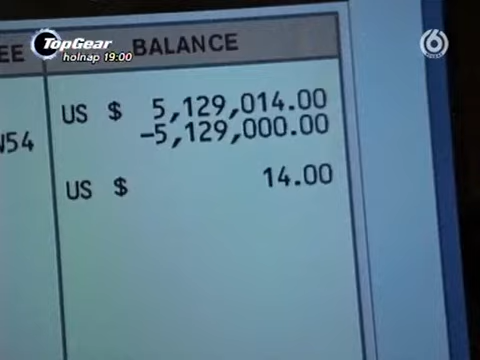 TopGear
holnap 19:00
6
EE BALANCE
US $ 5,129,014.00
N54 -5,129,000.00
US $ 14.00